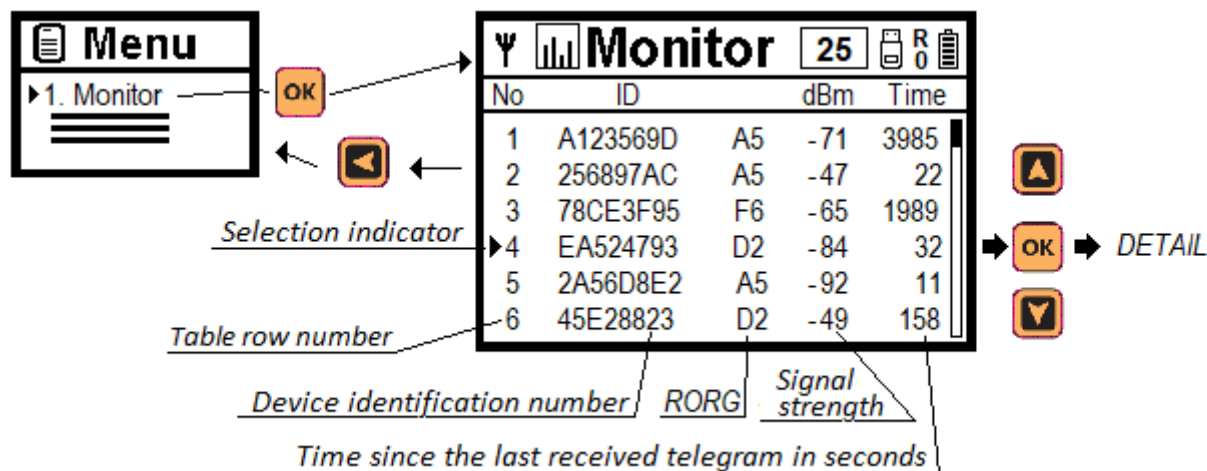 Menu
1. Monitor
OK
Monitor 25 R 0
No ID dBm Time
1 A123569D A5 -71 3985
2 256897AC A5 -47 22
3 78CE3F95 F6 -65 1989
4 EA524793 D2 -84 32
5 2A56D8E2 A5 -92 11
6 45E28823 D2 -49 158
OK DETAIL
Selection indicator
Table row number
Device identification number
RORG
Signal
strength
Time since the last received telegram in seconds